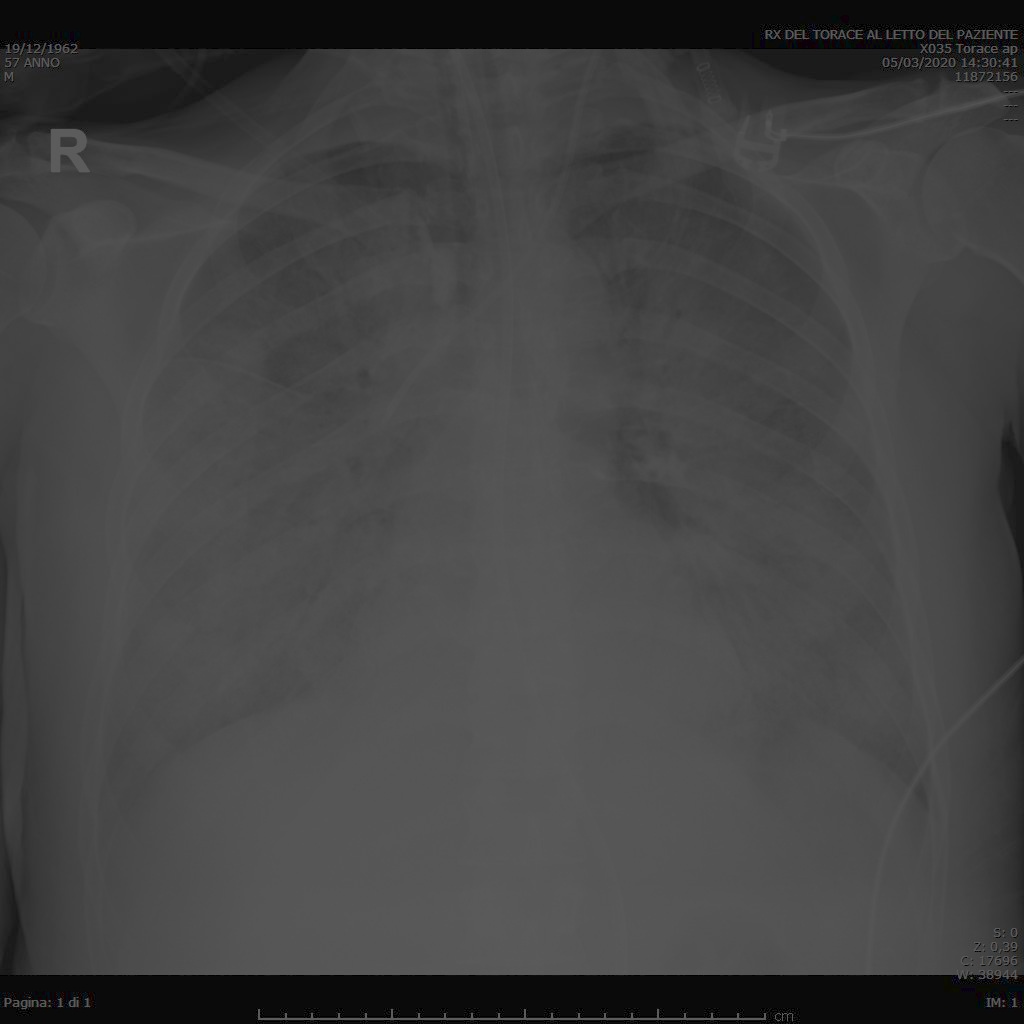 19/12/1962
57 ANNO
M
RX DEL TORACE AL LETTO DEL PAZIENTE
X035 Torace ap
05/03/2020 14:30:41
11872156
---
---
---
R
S: 0
Z: 0,39
C: 17696
W: 38944
Pagina: 1 di 1
cm
IM: 1